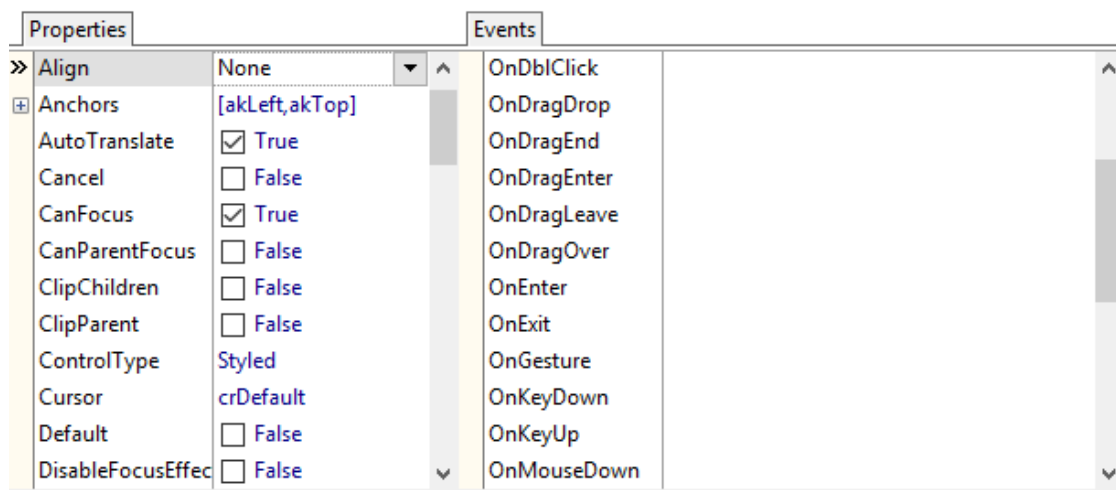 Properties Events
Align None OnDblClick
Anchors [akLeft,akTop] OnDragDrop
AutoTranslate True OnDragEnd
Cancel False OnDragEnter
CanFocus True OnDragLeave
CanParentFocus False OnDragOver
ClipChildren False OnEnter
ClipParent False OnExit
ControlType Styled OnGesture
Cursor crDefault OnKeyDown
Default False OnKeyUp
DisableFocusEffec False OnMouseDown